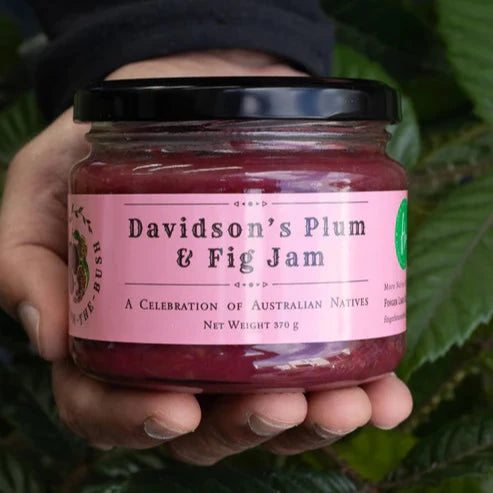 Davidson's Plum
& Fig Jam
A Celebration of Australian Natives
Net Weight 370 g
-THE-BUSH